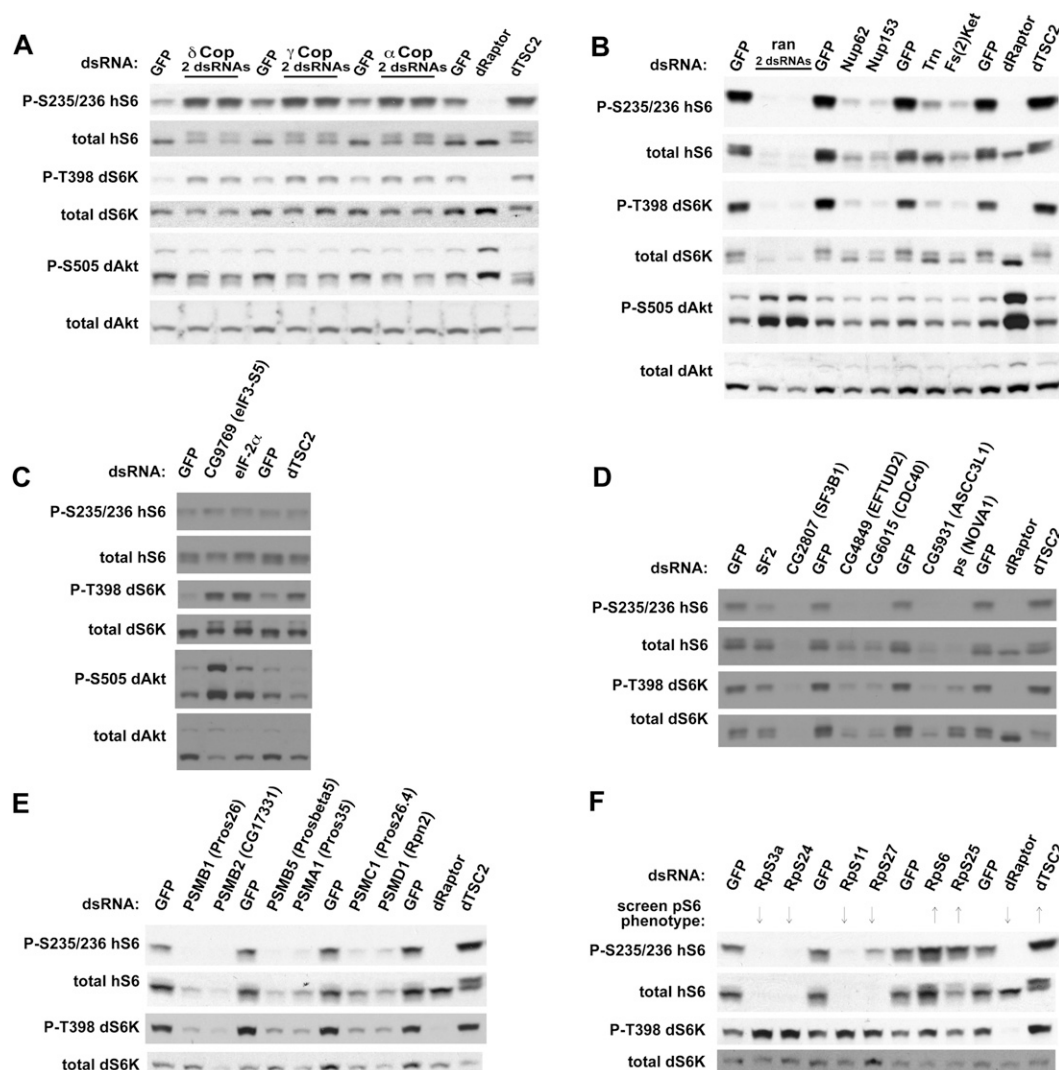 A
dsRNA:
GFP
δ Cop
2 dsRNAs
GFP
γ Cop
2 dsRNAs
GFP
α Cop
2 dsRNAs
GFP
dRaptor
dTSC2
P-S235/236 hS6
total hS6
P-T398 dS6K
total dS6K
P-S505 dAkt
total dAkt
B
dsRNA:
GFP
ran
2 dsRNAs
GFP
Nup62
Nup153
GFP
Trn
Fs(2)Ket
GFP
dRaptor
dTSC2
P-S235/236 hS6
total hS6
P-T398 dS6K
total dS6K
P-S505 dAkt
total dAkt
C
dsRNA:
GFP
CG9769 (eIF3-S5)
eIF-2α
GFP
dTSC2
P-S235/236 hS6
total hS6
P-T398 dS6K
total dS6K
P-S505 dAkt
total dAkt
D
dsRNA:
GFP
SF2
CG2807 (SF3B1)
GFP
CG4849 (EFTUD2)
CG6015 (CDC40)
GFP
CG5931 (ASCC3L1)
ps (NOVA1)
GFP
dRaptor
dTSC2
P-S235/236 hS6
total hS6
P-T398 dS6K
total dS6K
E
dsRNA:
GFP
PSMB1 (Pros26)
PSMB2 (CG17331)
GFP
PSMB5 (Prosbeta5)
PSMA1 (Pros35)
GFP
PSMC1 (Pros26.4)
PSMD1 (Rpn2)
GFP
dRaptor
dTSC2
P-S235/236 hS6
total hS6
P-T398 dS6K
total dS6K
F
dsRNA:
GFP
RpS3a
RpS24
GFP
RpS11
RpS27
GFP
RpS6
RpS25
GFP
dRaptor
dTSC2
screen pS6
phenotype:
↓ ↓ ↓ ↓ ↑ ↑ ↓ ↑
P-S235/236 hS6
total hS6
P-T398 dS6K
total dS6K